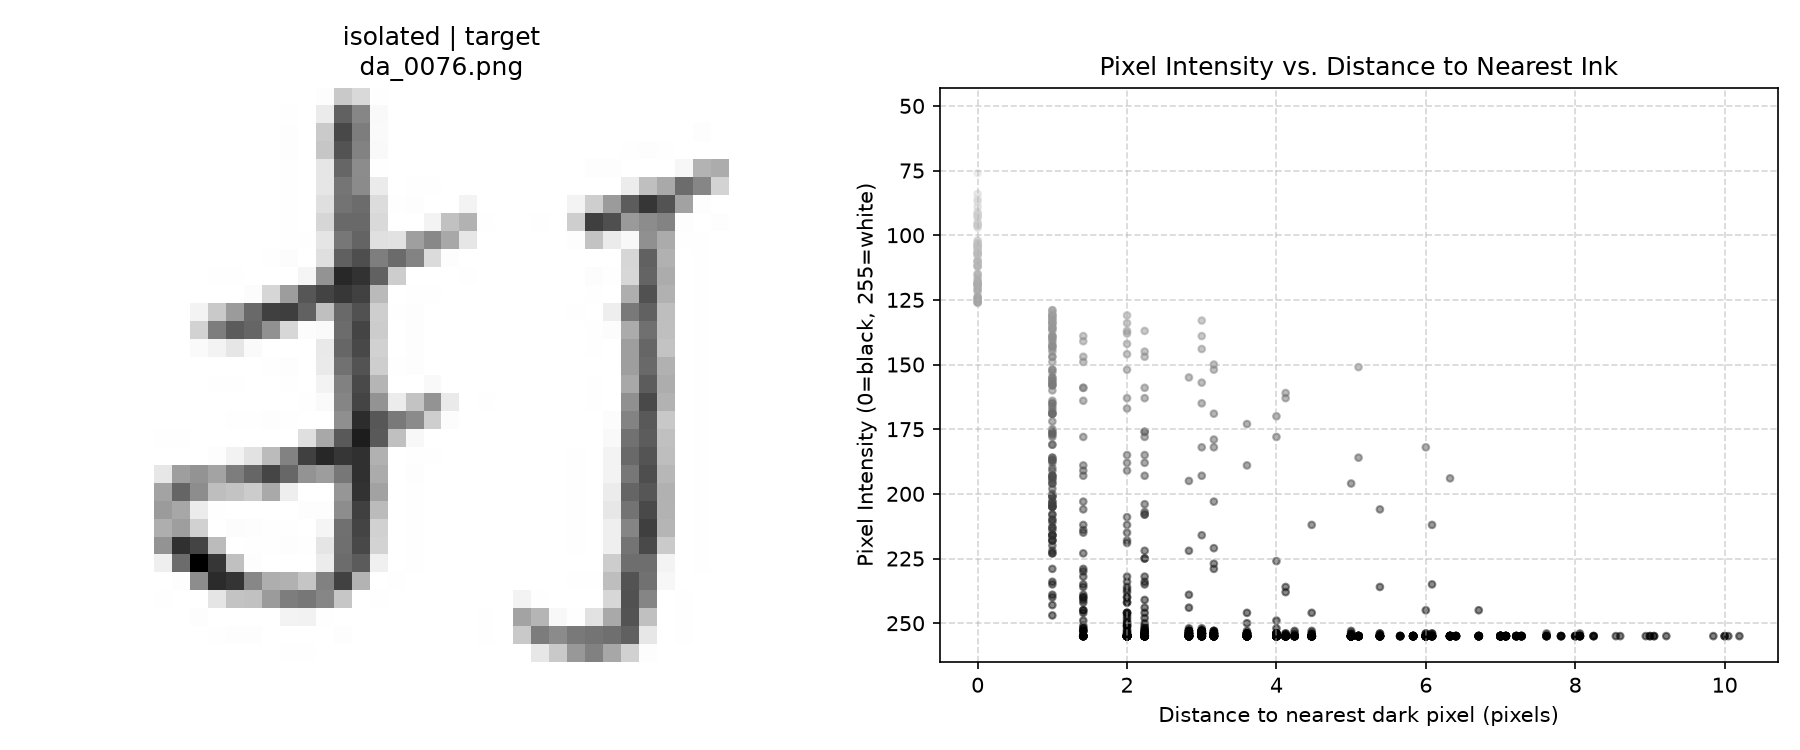 isolated | target
da_0076.png
Pixel Intensity vs. Distance to Nearest Ink
Pixel Intensity (0=black, 255=white)
50
75
100
125
150
175
200
225
250
0 2 4 6 8 10
Distance to nearest dark pixel (pixels)